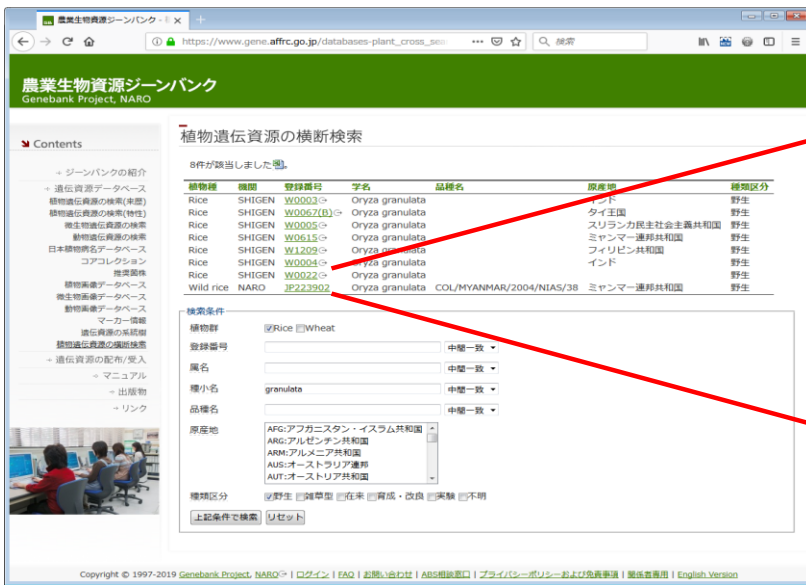 農業生物資源ジーンバンク - 
https://www.gene.affrc.go.jp/databases-plant_cross_sea
検索
農業生物資源ジーンバンク
Genebank Project, NARO
Contents
ジーンバンクの紹介
遺伝資源データベース
植物遺伝資源の検索(来歴)
植物遺伝資源の検索(特性)
微生物遺伝資源の検索
動物遺伝資源の検索
日本植物病名データベース
コアコレクション
推奨菌株
植物画像データベース
微生物画像データベース
動物画像データベース
マーカー情報
遺伝資源の系統樹
植物遺伝資源の横断検索
遺伝資源の配布/受入
マニュアル
出版物
リンク
植物遺伝資源の横断検索
8件が該当しました。
植物種 機関 登録番号 学名 品種名 原産地 種類区分
Rice SHIGEN W0003 Oryza granulata インド 野生
Rice SHIGEN W0067(B) Oryza granulata タイ王国 野生
Rice SHIGEN W0005 Oryza granulata スリランカ民主社会主義共和国 野生
Rice SHIGEN W0615 Oryza granulata ミャンマー連邦共和国 野生
Rice SHIGEN W1209 Oryza granulata フィリピン共和国 野生
Rice SHIGEN W0004 Oryza granulata インド 野生
Rice SHIGEN W0022 Oryza granulata 野生
Wild rice NARO JP223902 Oryza granulata COL/MYANMAR/2004/NIAS/38 ミャンマー連邦共和国 野生
検索条件
植物群 Rice Wheat
登録番号 中間一致
属名 中間一致
種小名 granulata 中間一致
品種名 中間一致
原産地 AFG:アフガニスタン・イスラム共和国
ARG:アルゼンチン共和国
ARM:アルメニア共和国
AUS:オーストラリア連邦
AUT:オーストリア共和国
種類区分 野生 雑草型 在来 育成・改良 実験 不明
上記条件で検索 リセット
Copyright © 1997-2019 Genebank Project, NARO | ログイン | FAQ | お問い合わせ | ABS相談窓口 | プライバシーポリシーおよび免責事項 | 関係者専用 | English Version